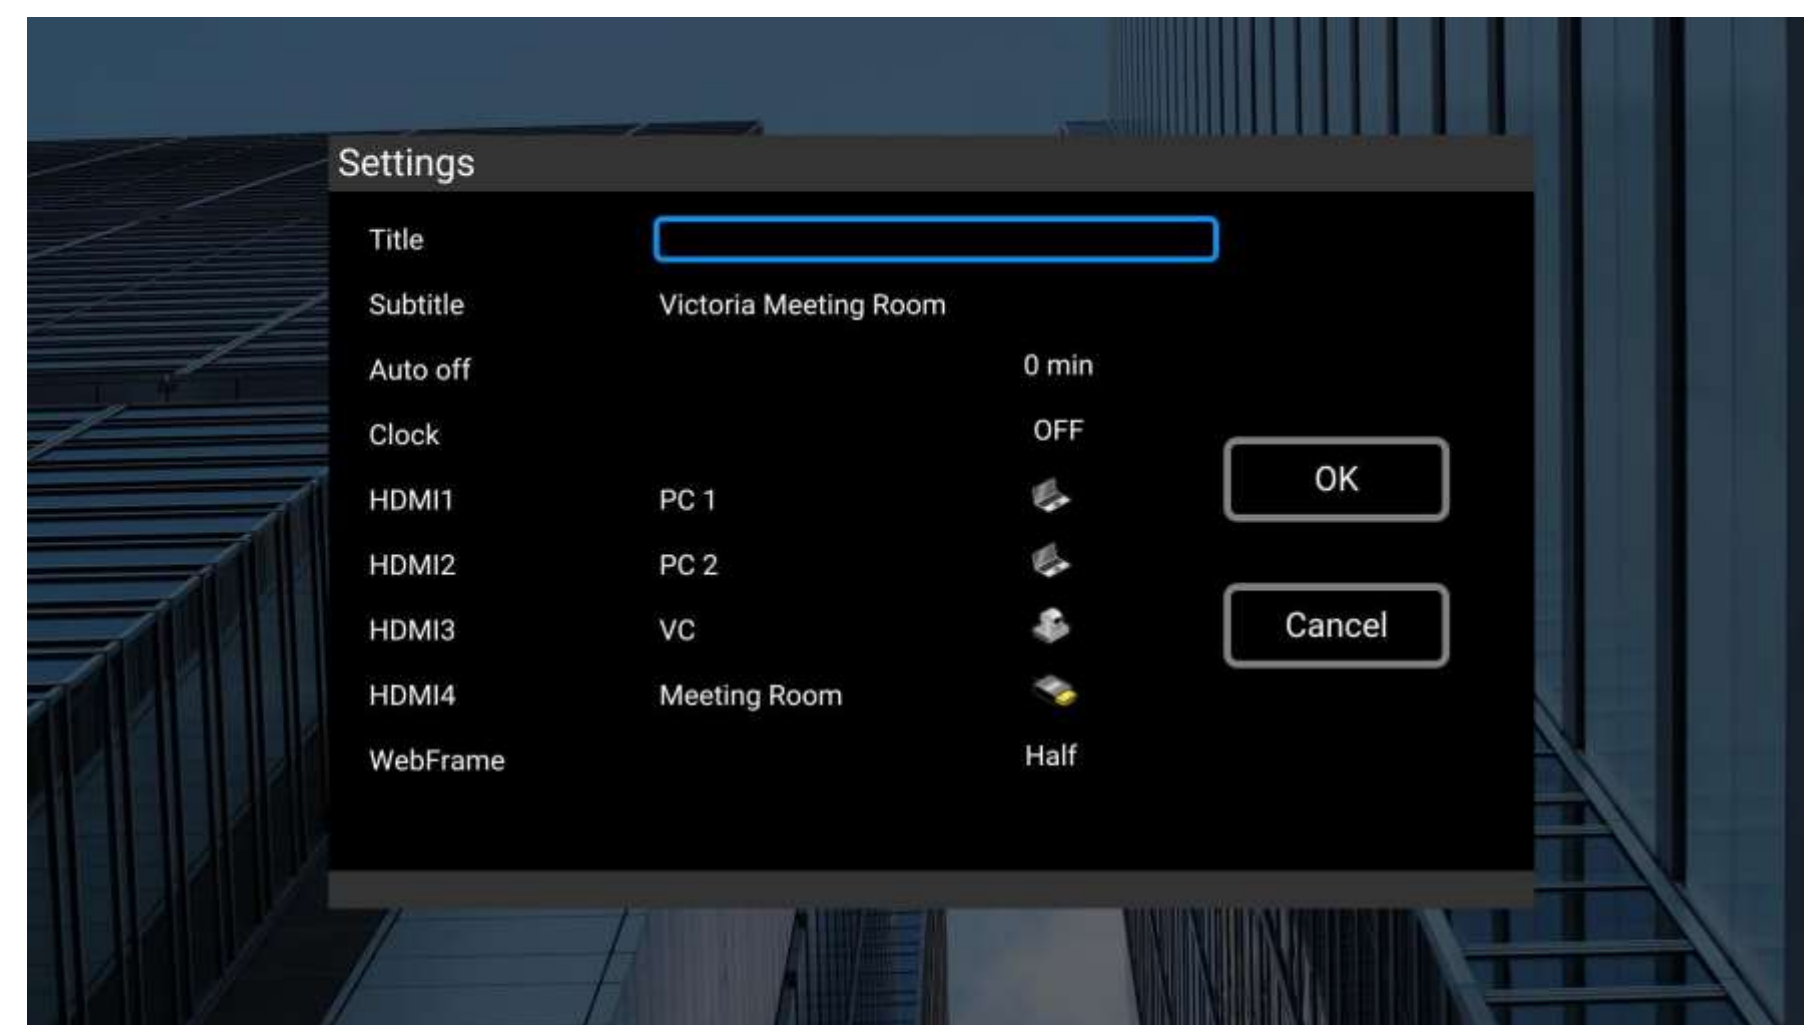 Settings
Title
Subtitle Victoria Meeting Room
Auto off 0 min
Clock OFF
HDMI1 PC 1
HDMI2 PC 2
HDMI3 VC
HDMI4 Meeting Room
WebFrame Half
OK
Cancel